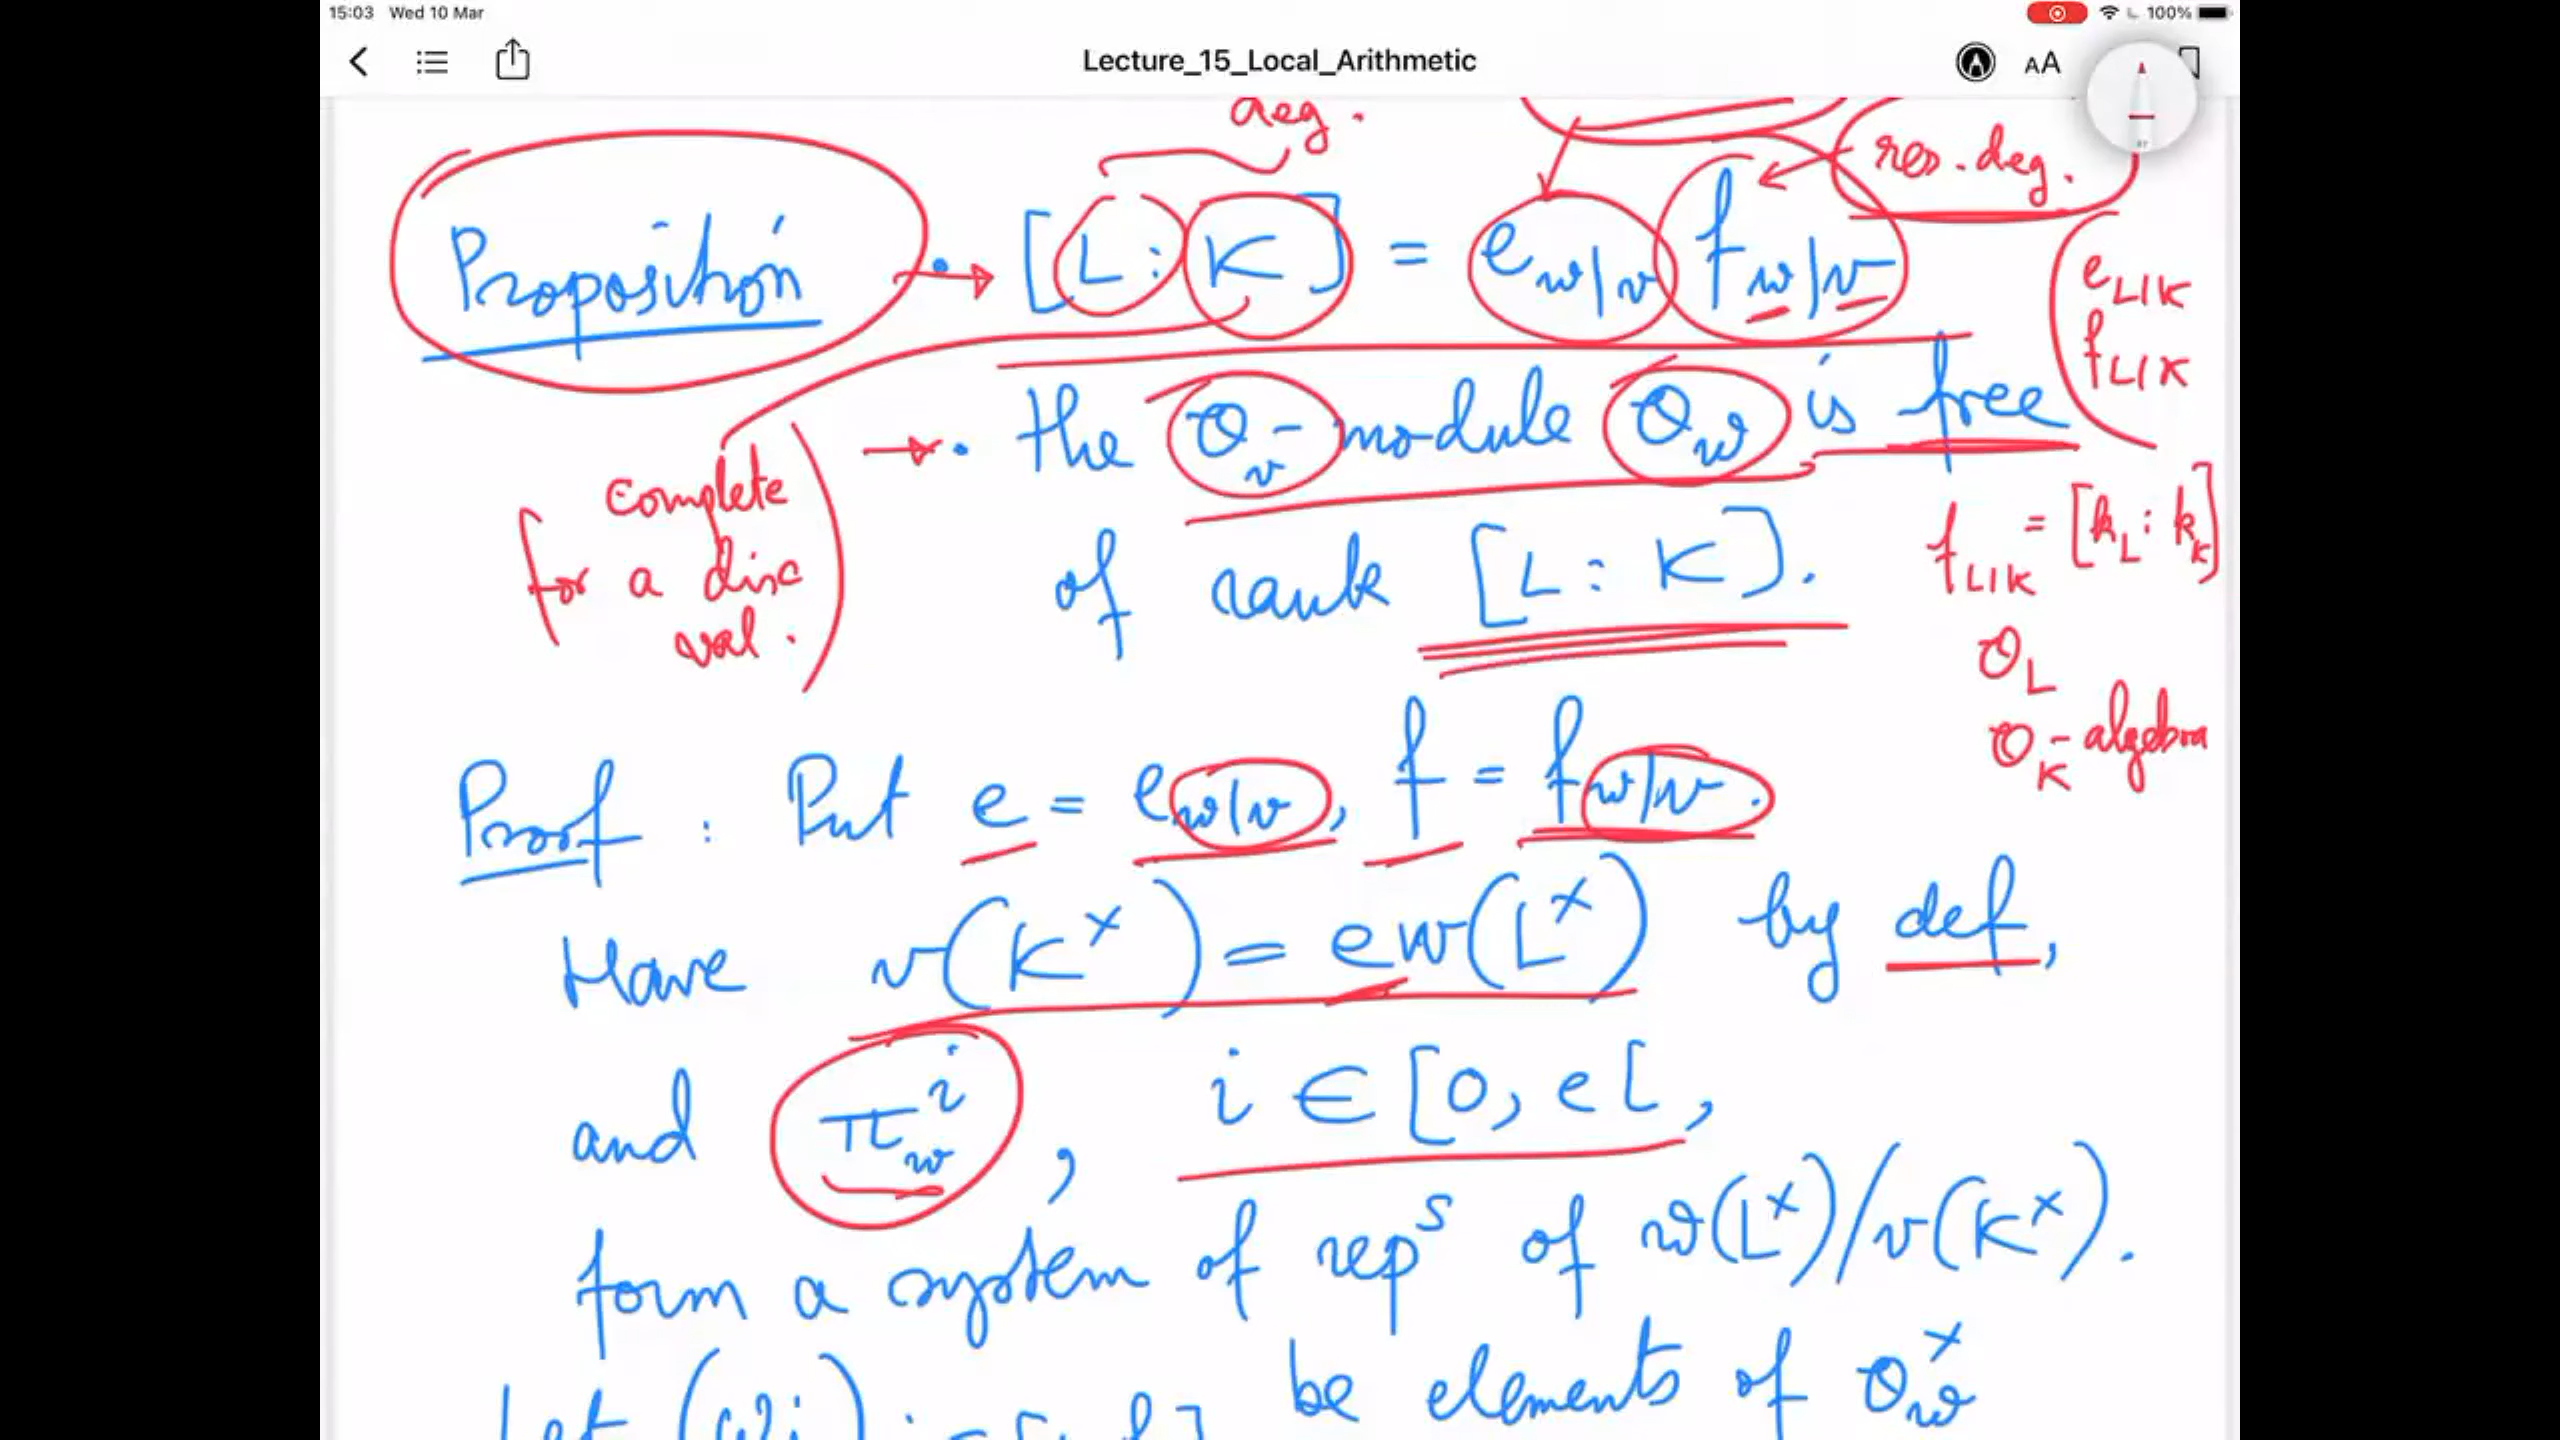 15:03 Wed 10 Mar 100%
Lecture_15_Local_Arithmetic
AA
deg.
res. deg.
Proposition
[L : K] = e_{w|v} f_{w|v}
e_{L|K}
f_{L|K}
the 𝒪_v-module 𝒪_w is free
complete
for a disc
val.
of rank [L : K].
f_{L|K} = [k_L : k_K]
𝒪_L
𝒪_K-algebra
Proof : Put e = e_{w|v}, f = f_{w|v}.
Have v(K^×) = ew(L^×) by def,
and π_w^i, i ∈ [0, e[,
form a system of rep^s of w(L^×)/v(K^×).
Let be elements of 𝒪_w^×